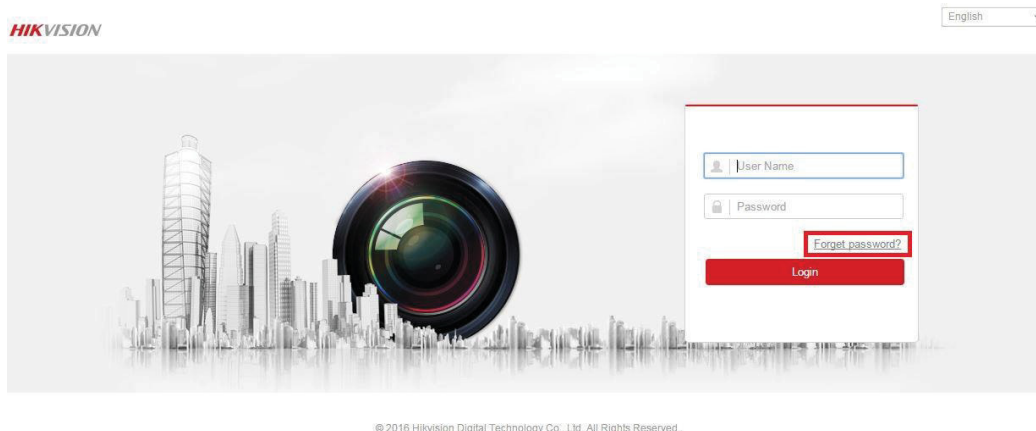 HIKVISION
English
User Name
Password
Forget password?
Login
© 2016 Hikvision Digital Technology Co., Ltd. All Rights Reserved.